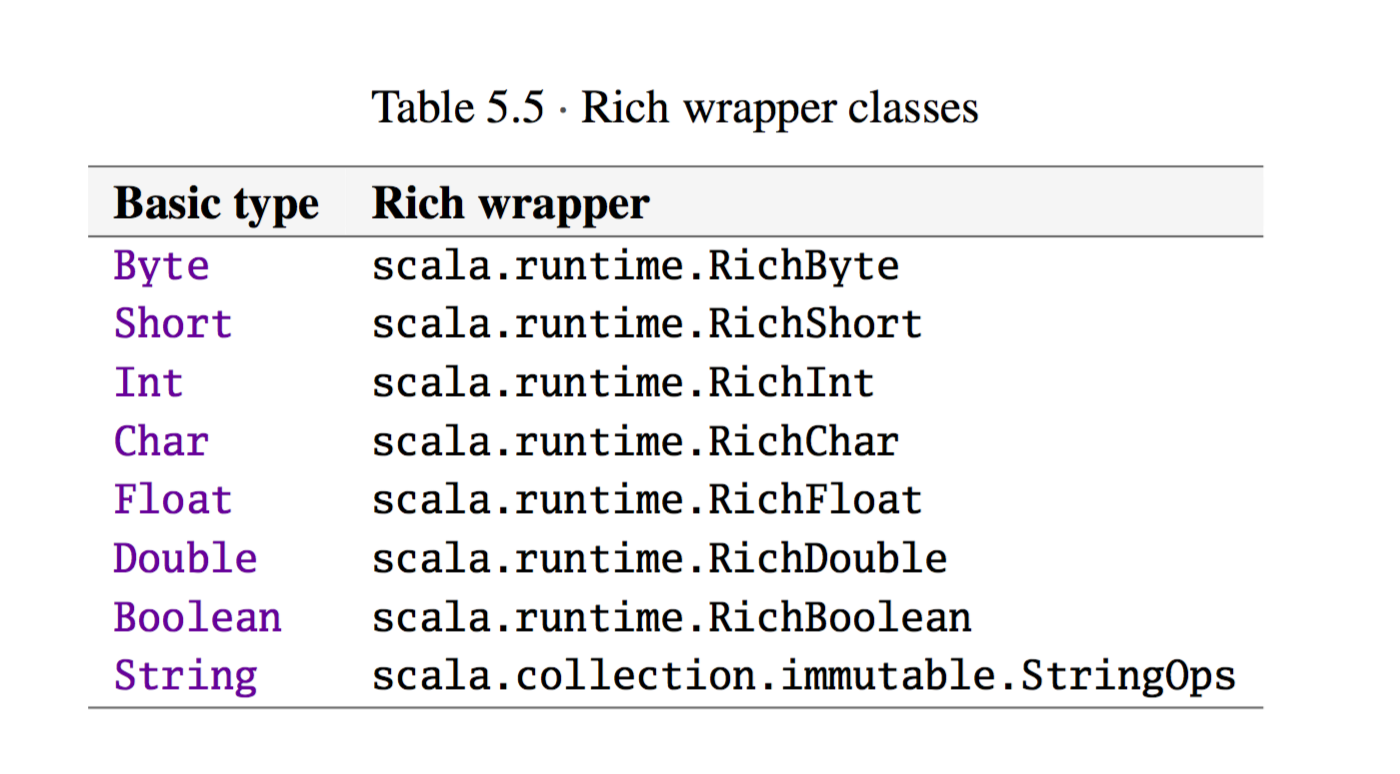 Table 5.5 · Rich wrapper classes
Basic type Rich wrapper
Byte scala.runtime.RichByte
Short scala.runtime.RichShort
Int scala.runtime.RichInt
Char scala.runtime.RichChar
Float scala.runtime.RichFloat
Double scala.runtime.RichDouble
Boolean scala.runtime.RichBoolean
String scala.collection.immutable.StringOps